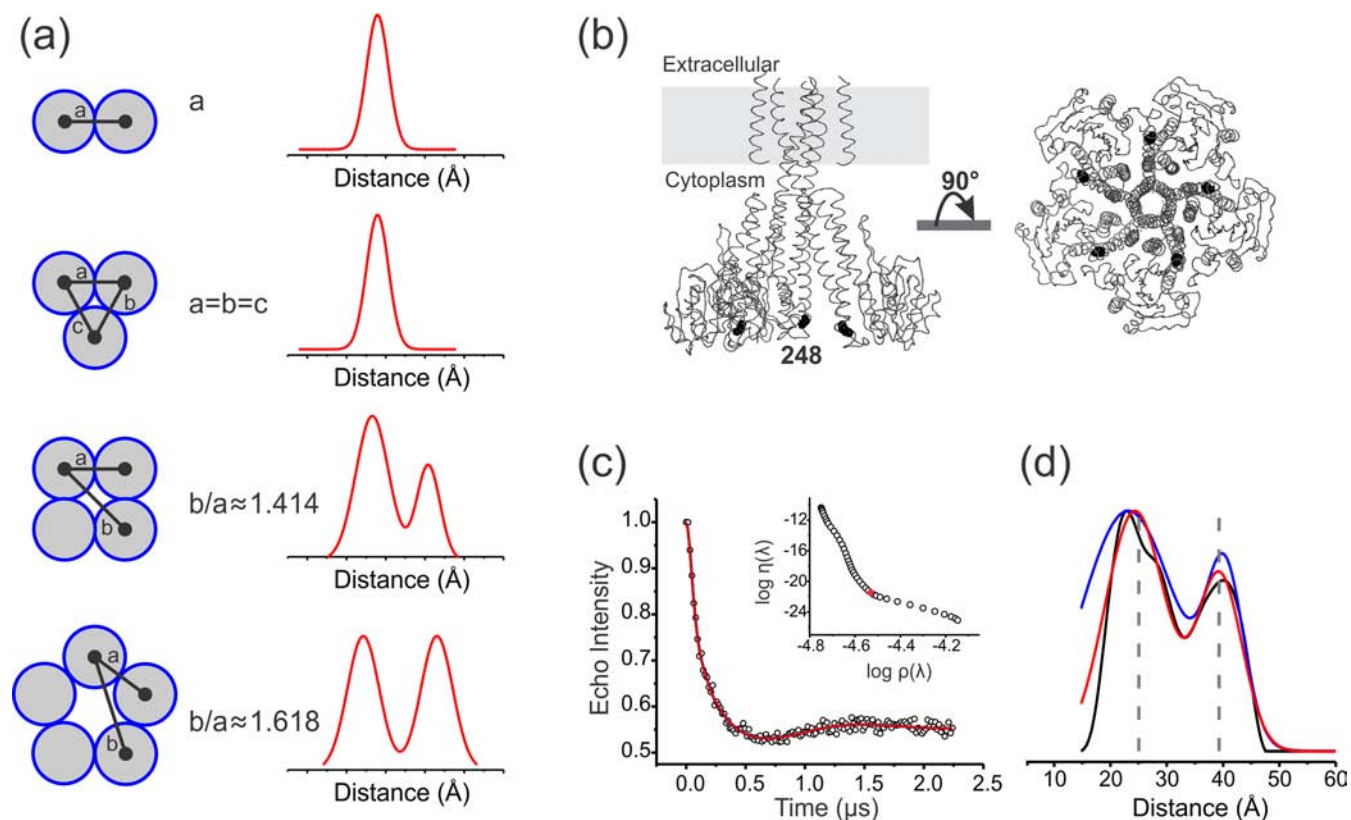 (a)
a
a
Distance (Å)
a
b
c
a=b=c
Distance (Å)
a
b
b/a≈1.414
Distance (Å)
a
b
b/a≈1.618
Distance (Å)
(b)
Extracellular
Cytoplasm
248
90°
(c)
1.0
0.9
0.8
0.7
0.6
0.5
Echo Intensity
0.0 0.5 1.0 1.5 2.0 2.5
Time (µs)
-12
-16
-20
-24
log η(λ)
-4.8 -4.6 -4.4 -4.2
log ρ(λ)
(d)
10 20 30 40 50 60
Distance (Å)